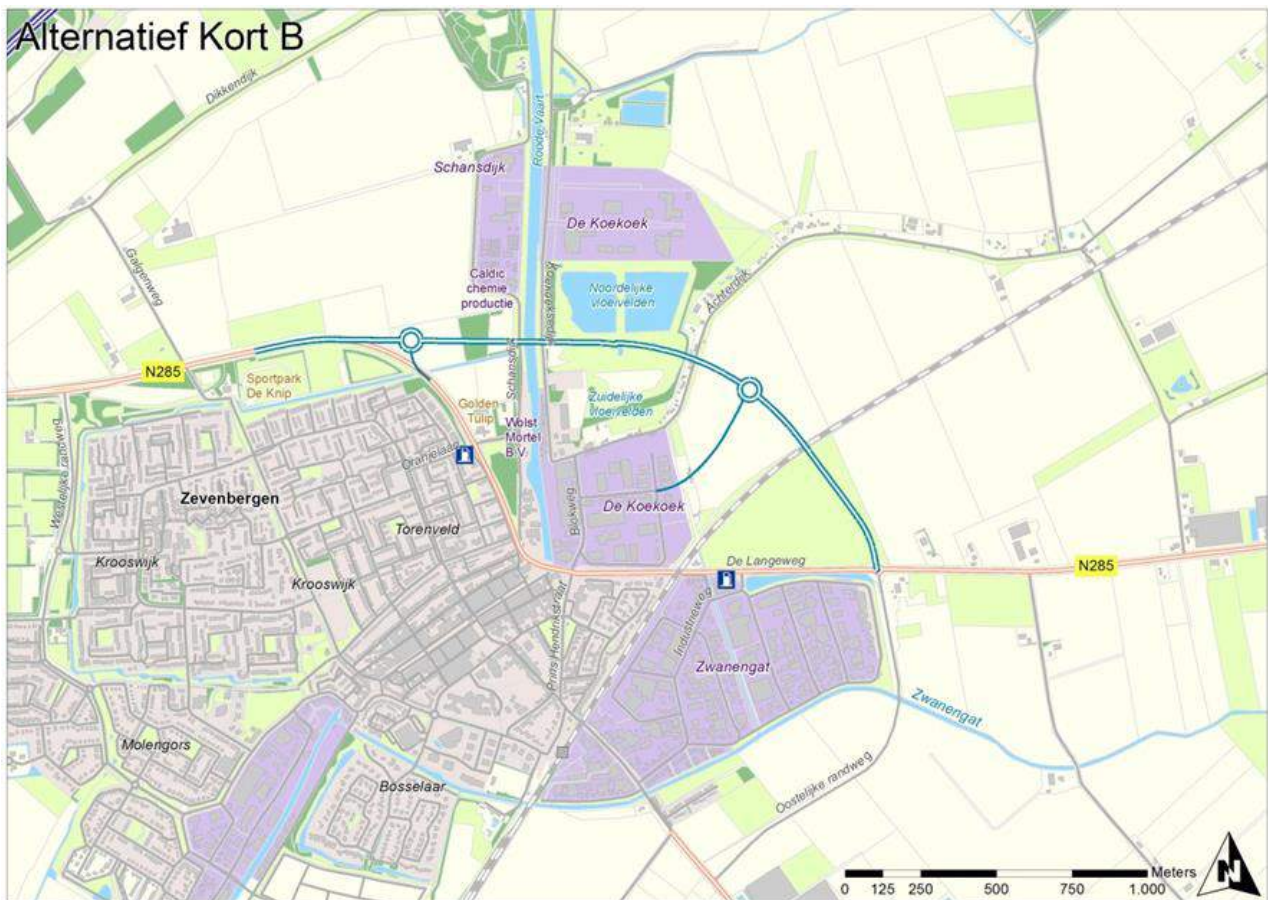 Alternatief Kort B
Dikkendijk
Roode Vaart
Schansdijk
De Koekoek
Galgenweg
Caldic
chemie
productie
Koekoeksedijk
Noordelijke
vloeivelden
Achterdijk
N285
Sportpark
De Knip
Schansdijk
Golden
Tulip
Zuidelijke
vloeivelden
Wolst
Mortel
B.V.
Oranjelaan
Westelijke randweg
Zevenbergen
Torenveld
Blokweg
De Koekoek
Krooswijk
Krooswijk
De Langeweg
N285
Prins Hendrikstraat
Industrieweg
Zwanengat
Zwanengat
Molengors
Bosselaar
Oostelijke randweg
Meters
0 125 250 500 750 1.000
N